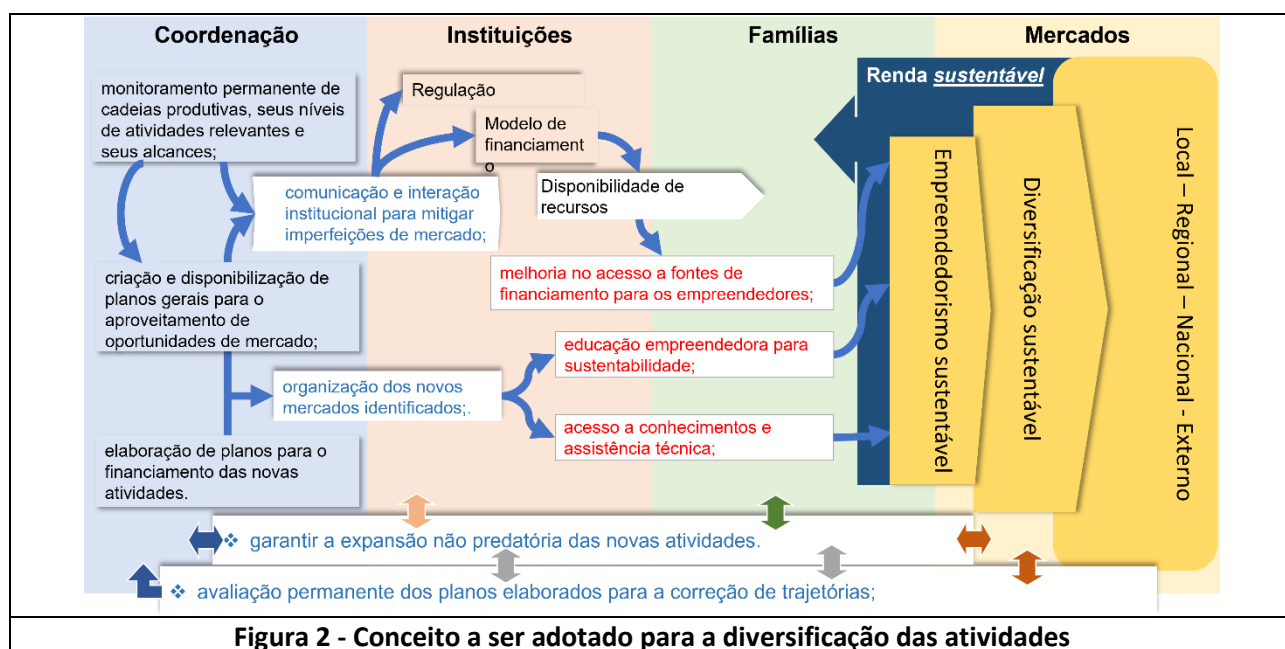 Coordenação
Instituições
Famílias
Mercados
monitoramento permanente de
cadeias produtivas, seus níveis
de atividades relevantes e
seus alcances;
criação e disponibilização de
planos gerais para o
aproveitamento de
oportunidades de mercado;
elaboração de planos para o
financiamento das novas
atividades.
Regulação
Modelo de
financiament
o
comunicação e interação
institucional para mitigar
imperfeições de mercado;
Disponibilidade de
recursos
organização dos novos
mercados identificados;.
melhoria no acesso a fontes de
financiamento para os empreendedores;
educação empreendedora para
sustentabilidade;
acesso a conhecimentos e
assistência técnica;
Renda sustentável
Empreendedorismo sustentável
Diversificação sustentável
Local – Regional – Nacional - Externo
❖ garantir a expansão não predatória das novas atividades.
❖ avaliação permanente dos planos elaborados para a correção de trajetórias;
Figura 2 - Conceito a ser adotado para a diversificação das atividades